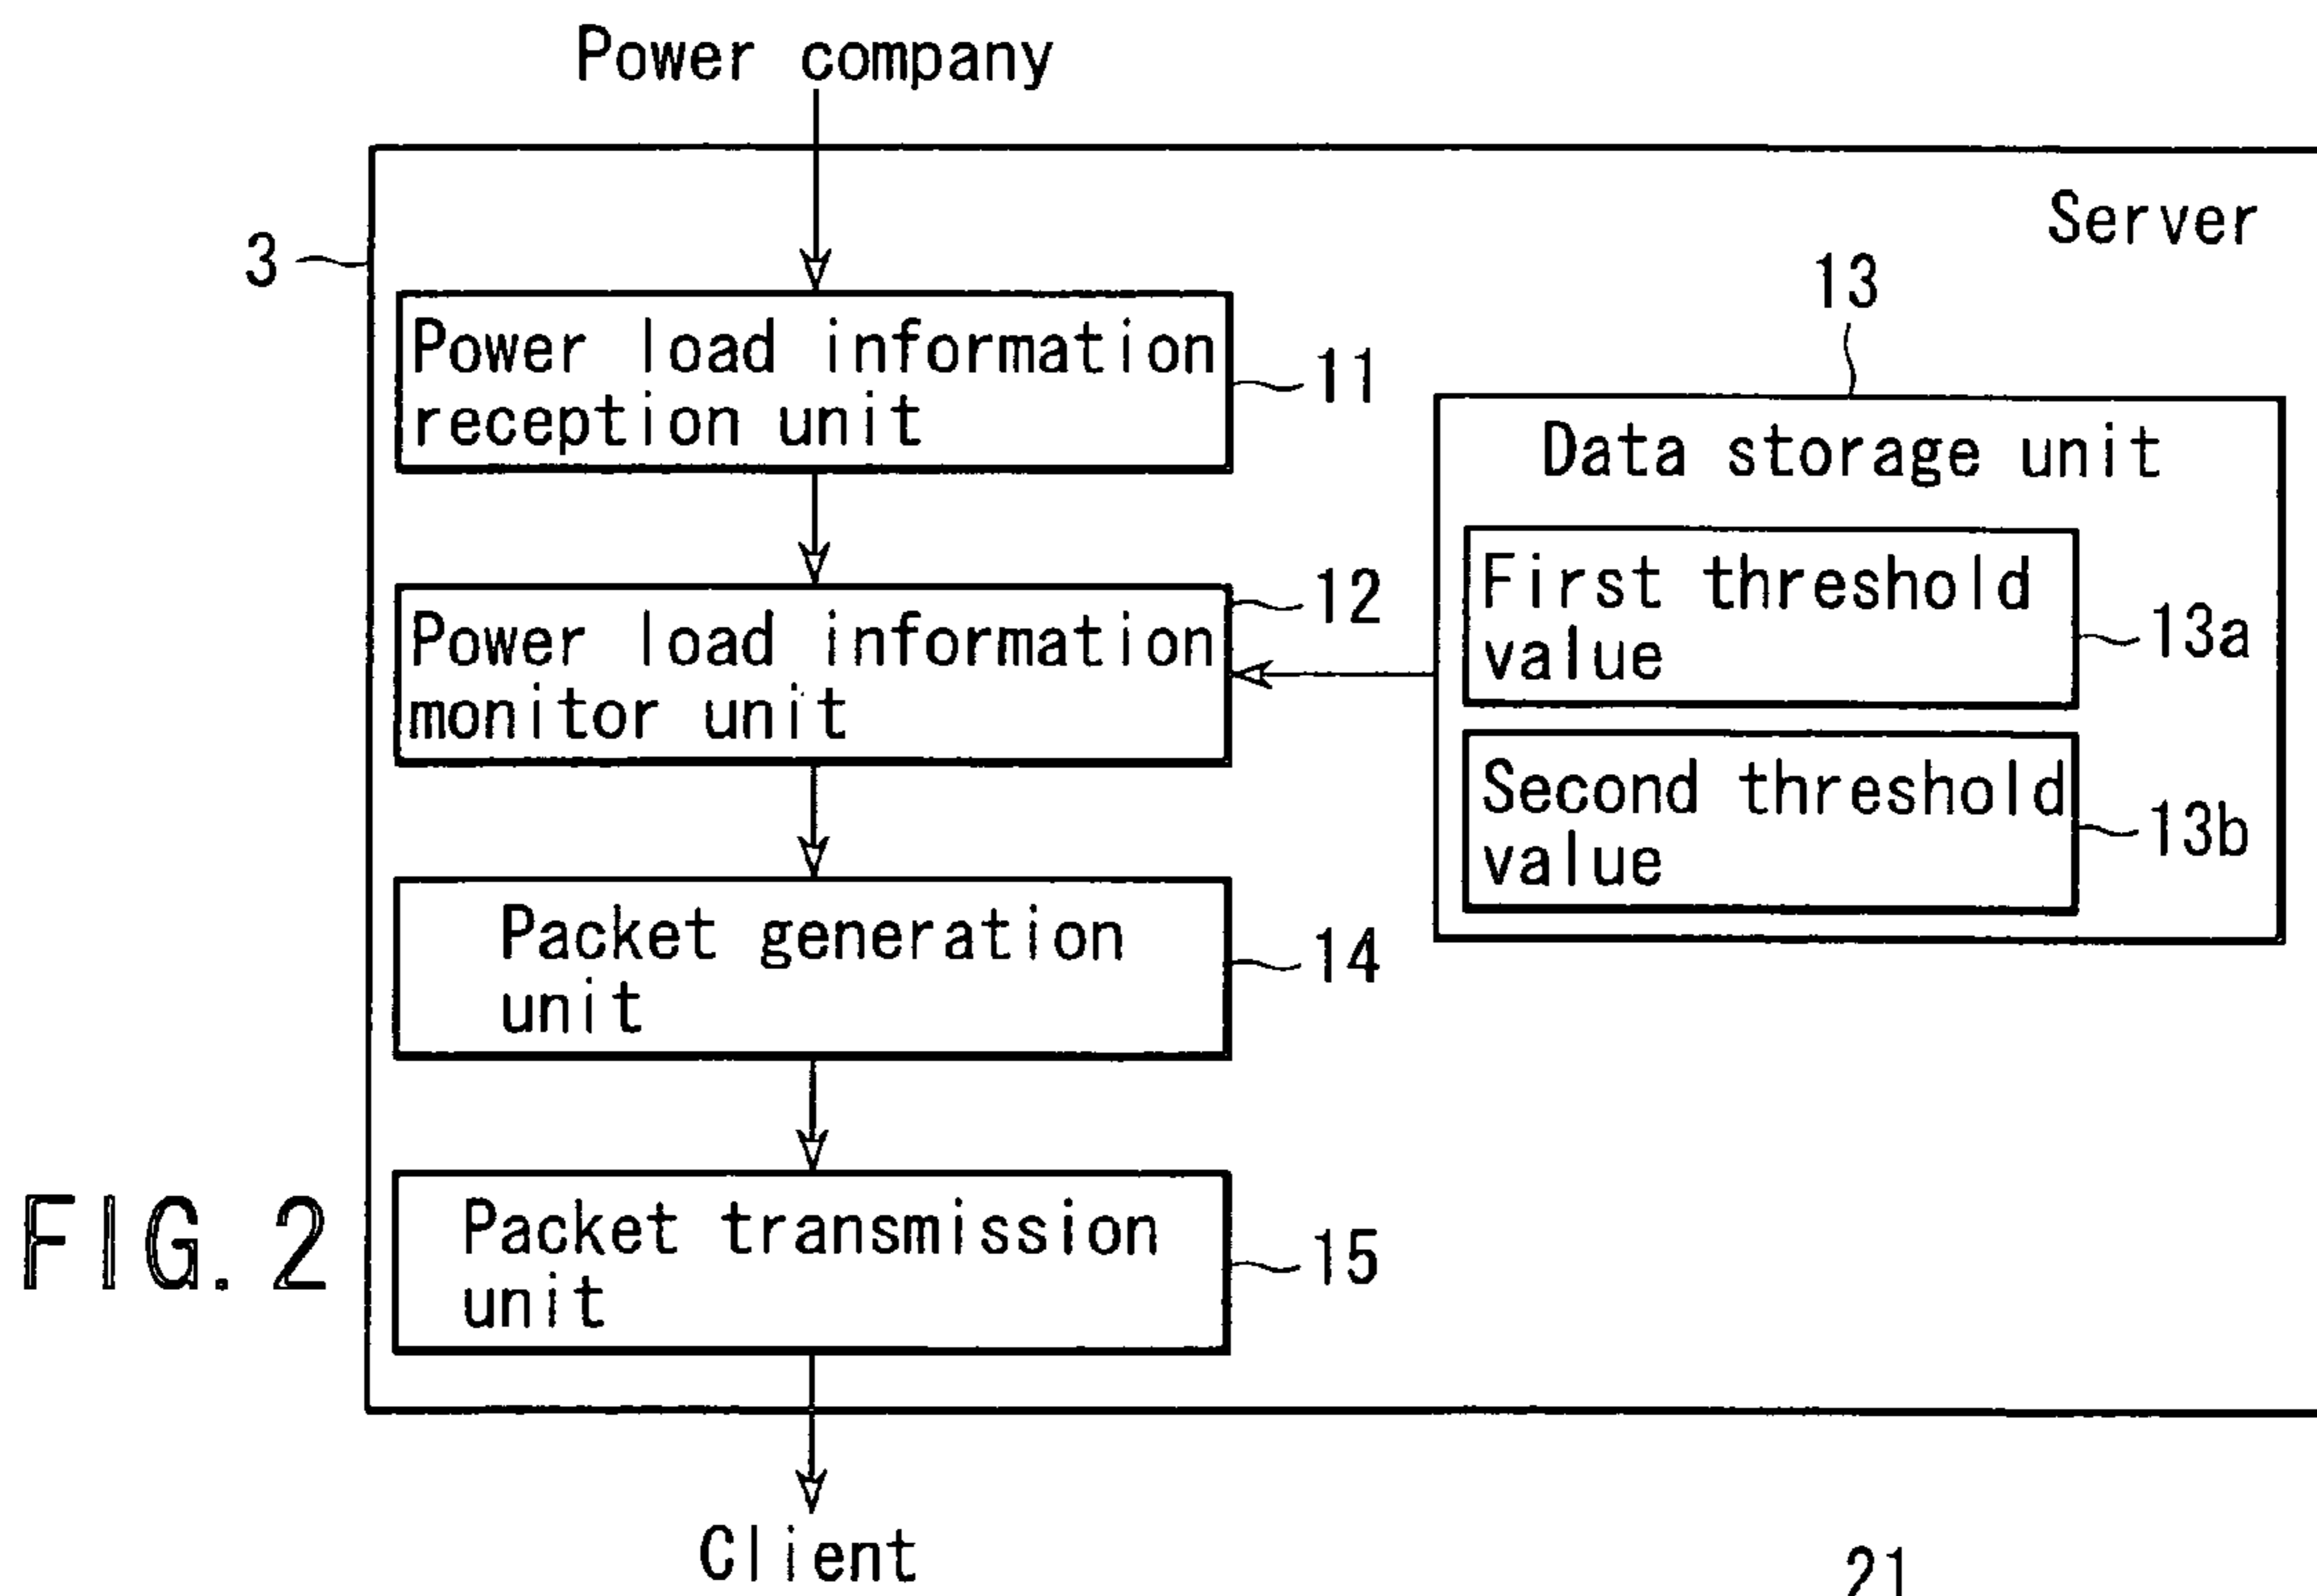 Power company
Server
3
13
Power load information
reception unit
11
Data storage unit
First threshold
value
13a
12
Power load information
monitor unit
Second threshold
value
13b
Packet generation
unit
14
Packet transmission
unit
15
FIG. 2
Client
21